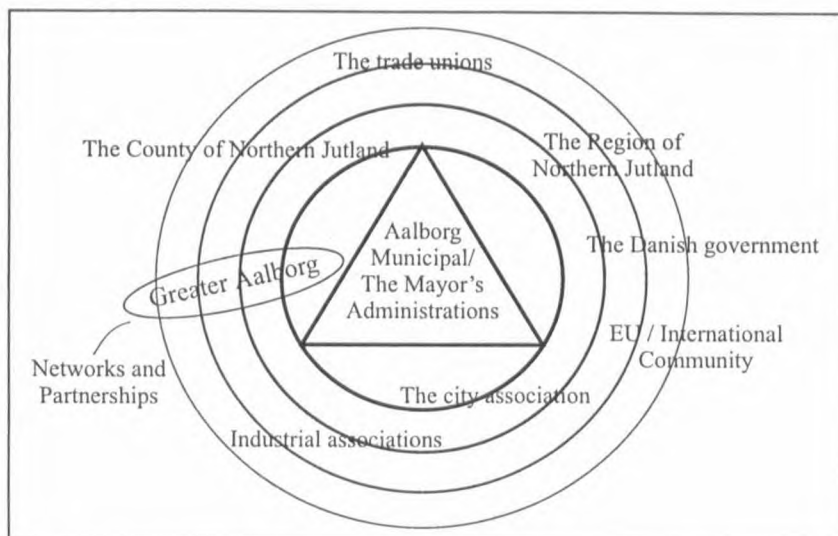 The trade unions
The County of Northern Jutland
The Region of
Northern Jutland
Aalborg
Municipal/
The Mayor's
Administrations
The Danish government
Greater Aalborg
EU / International
Community
Networks and
Partnerships
The city association
Industrial associations